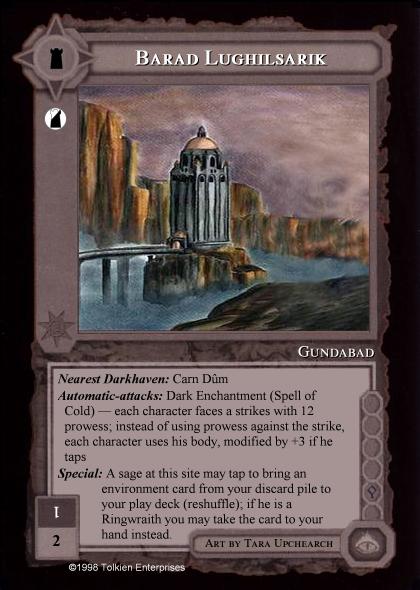 BARAD LUGHILSARIK
GUNDABAD
Nearest Darkhaven: Carn Dûm
Automatic-attacks: Dark Enchantment (Spell of
Cold) — each character faces a strikes with 12
prowess; instead of using prowess against the strike,
each character uses his body, modified by +3 if he
taps
Special: A sage at this site may tap to bring an
environment card from your discard pile to
your play deck (reshuffle); if he is a
Ringwraith you may take the card to your
hand instead.
1
2
ART BY TARA UPCHEARCH
©1998 Tolkien Enterprises